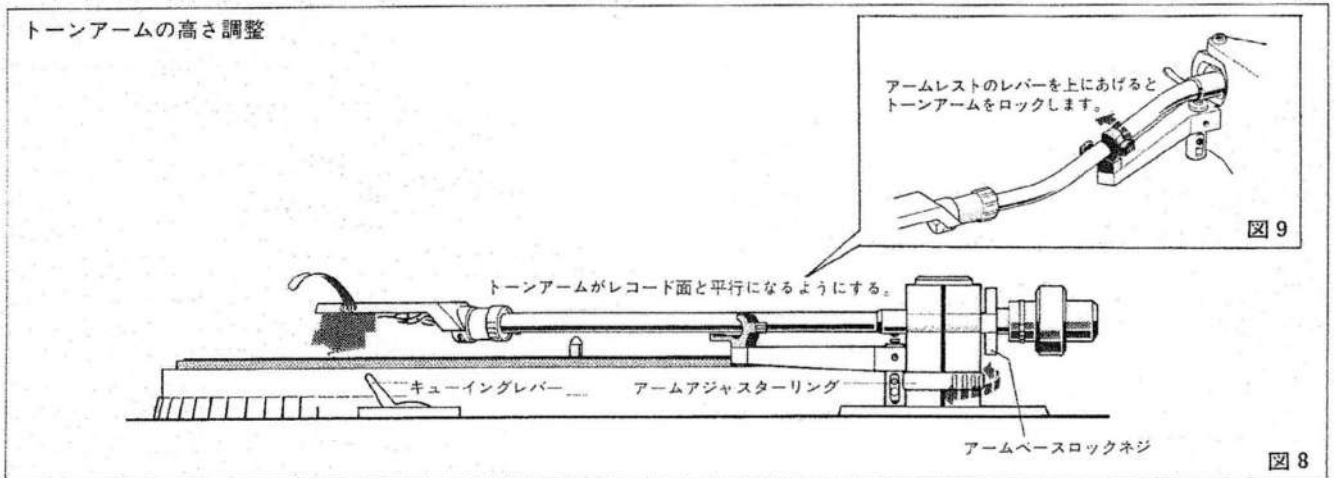 トーンアームの高さ調整
アームレストのレバーを上にあげると
トーンアームをロックします。
図 9
トーンアームがレコード面と平行になるようにする。
キューイングレバー
アームアジャスターリング
アームベースロックネジ
図 8